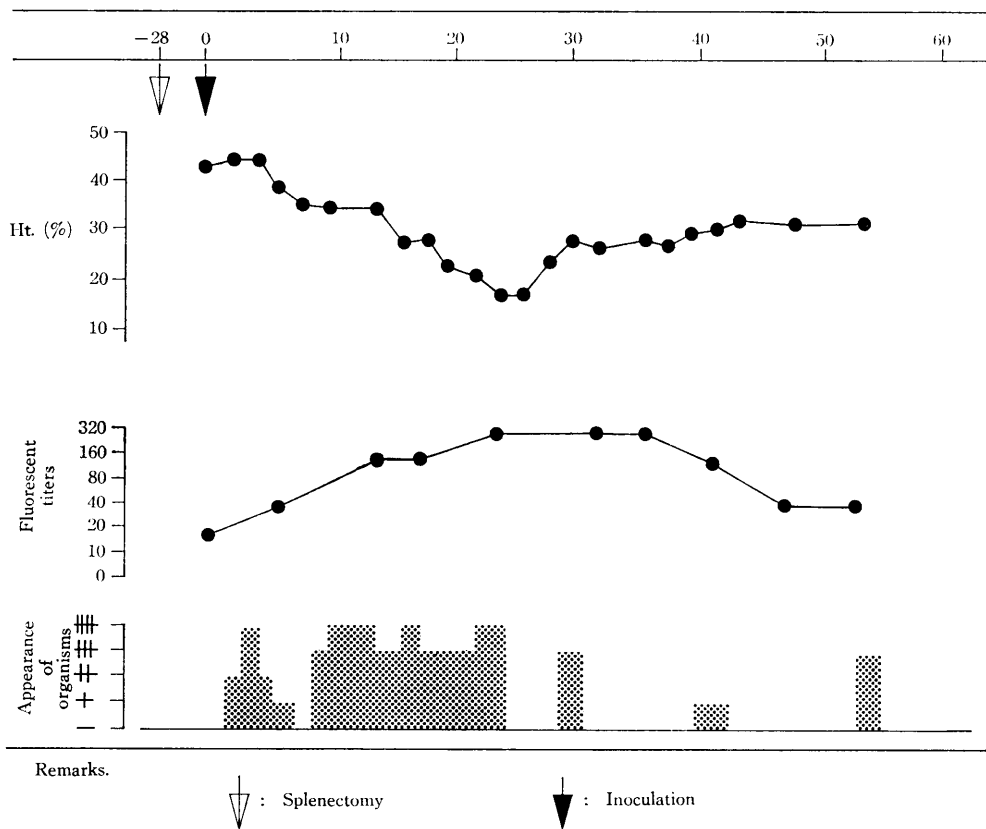 −28 0 10 20 30 40 50 60
50
40
Ht. (%) 30
20
10
Fluorescent titers
320
160
80
40
20
10
0
Appearance of organisms
+
−
Remarks.
: Splenectomy : Inoculation